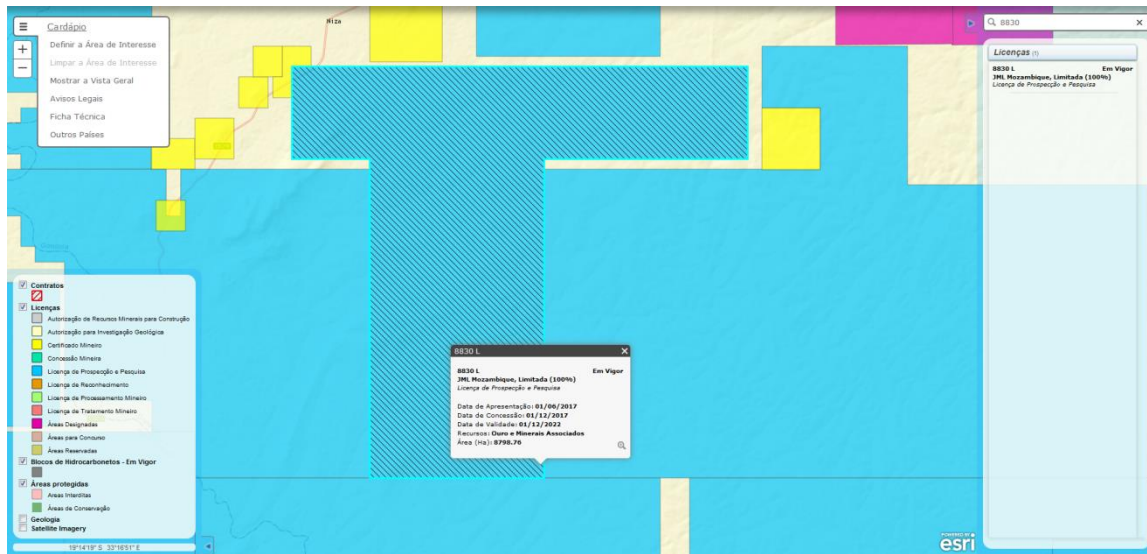 Cardápio
Definir a Área de Interesse
Limpar a Área de Interesse
Mostrar a Vista Geral
Avisos Legais
Ficha Técnica
Outros Países
+
−
8830
Licenças (1)
8830 L Em Vigor
JML Mozambique, Limitada (100%)
Licença de Prospecção e Pesquisa
8830 L
8830 L Em Vigor
JML Mozambique, Limitada (100%)
Licença de Prospecção e Pesquisa
Data de Apresentação: 01/06/2017
Data de Concessão: 01/12/2017
Data de Validade: 01/12/2022
Recursos: Ouro e Minerais Associados
Área (Ha): 8798.76
Contratos
Licenças
Autorização de Recursos Minerais para Construção
Autorização para Investigação Geológica
Certificado Mineiro
Concessão Mineira
Licença de Prospecção e Pesquisa
Licença de Reconhecimento
Licença de Processamento Mineiro
Licença de Tratamento Mineiro
Áreas Designadas
Áreas para Concurso
Áreas Reservadas
Blocos de Hidrocarbonetos - Em Vigor
Áreas protegidas
Áreas Interditas
Áreas de Conservação
Geologia
Satellite Imagery
19°14'19" S 33°16'51" E
POWERED BY
esri